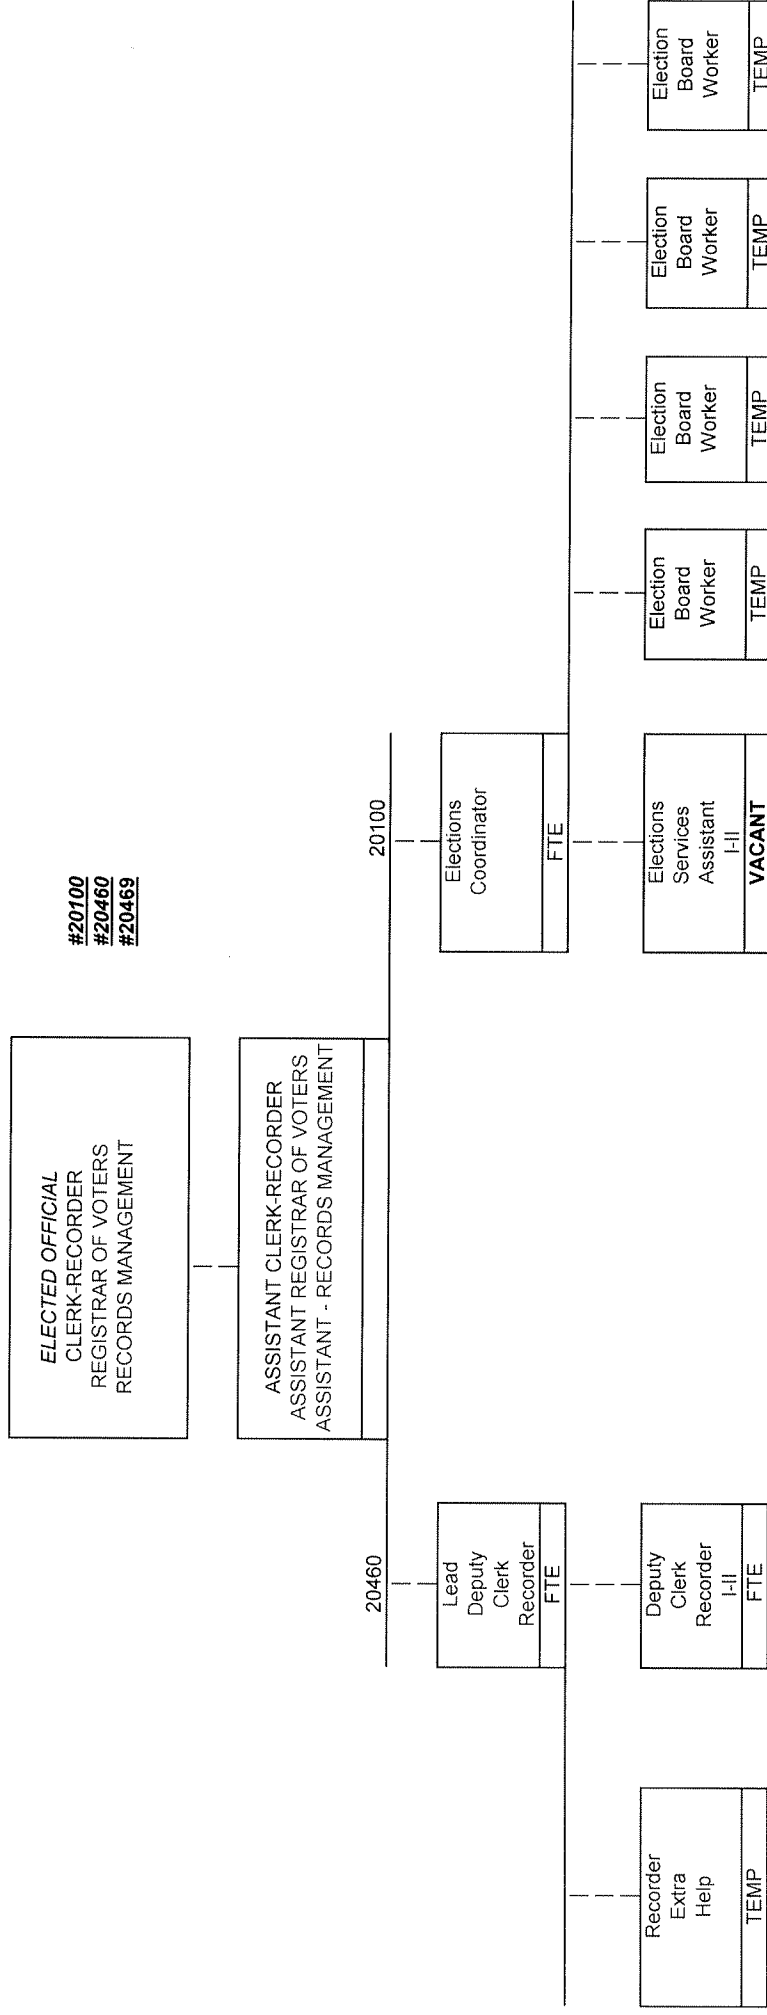 #20100
#20460
#20469
ELECTED OFFICIAL
CLERK-RECORDER
REGISTRAR OF VOTERS
RECORDS MANAGEMENT
ASSISTANT CLERK-RECORDER
ASSISTANT REGISTRAR OF VOTERS
ASSISTANT - RECORDS MANAGEMENT
20460
20100
Lead
Deputy
Clerk
Recorder
FTE
Elections
Coordinator
FTE
Recorder
Extra
Help
TEMP
Deputy
Clerk
Recorder
I-II
FTE
Elections
Services
Assistant
I-II
VACANT
Election
Board
Worker
TEMP
Election
Board
Worker
TEMP
Election
Board
Worker
TEMP
Election
Board
Worker
TEMP